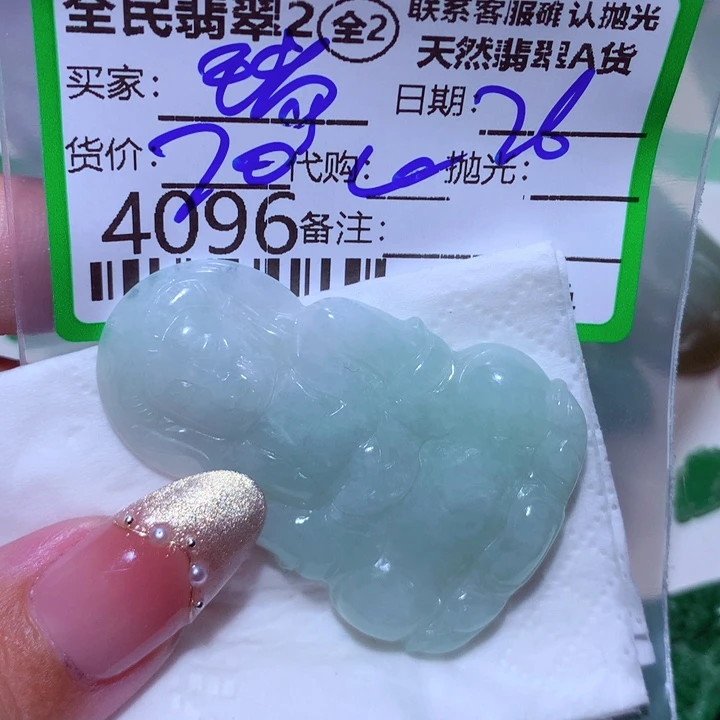 全民翡翠2 全2 联系客服确认抛光
天然翡翠A货
买家: 日期: 26
货价: 代购: 抛光:
4096 备注: